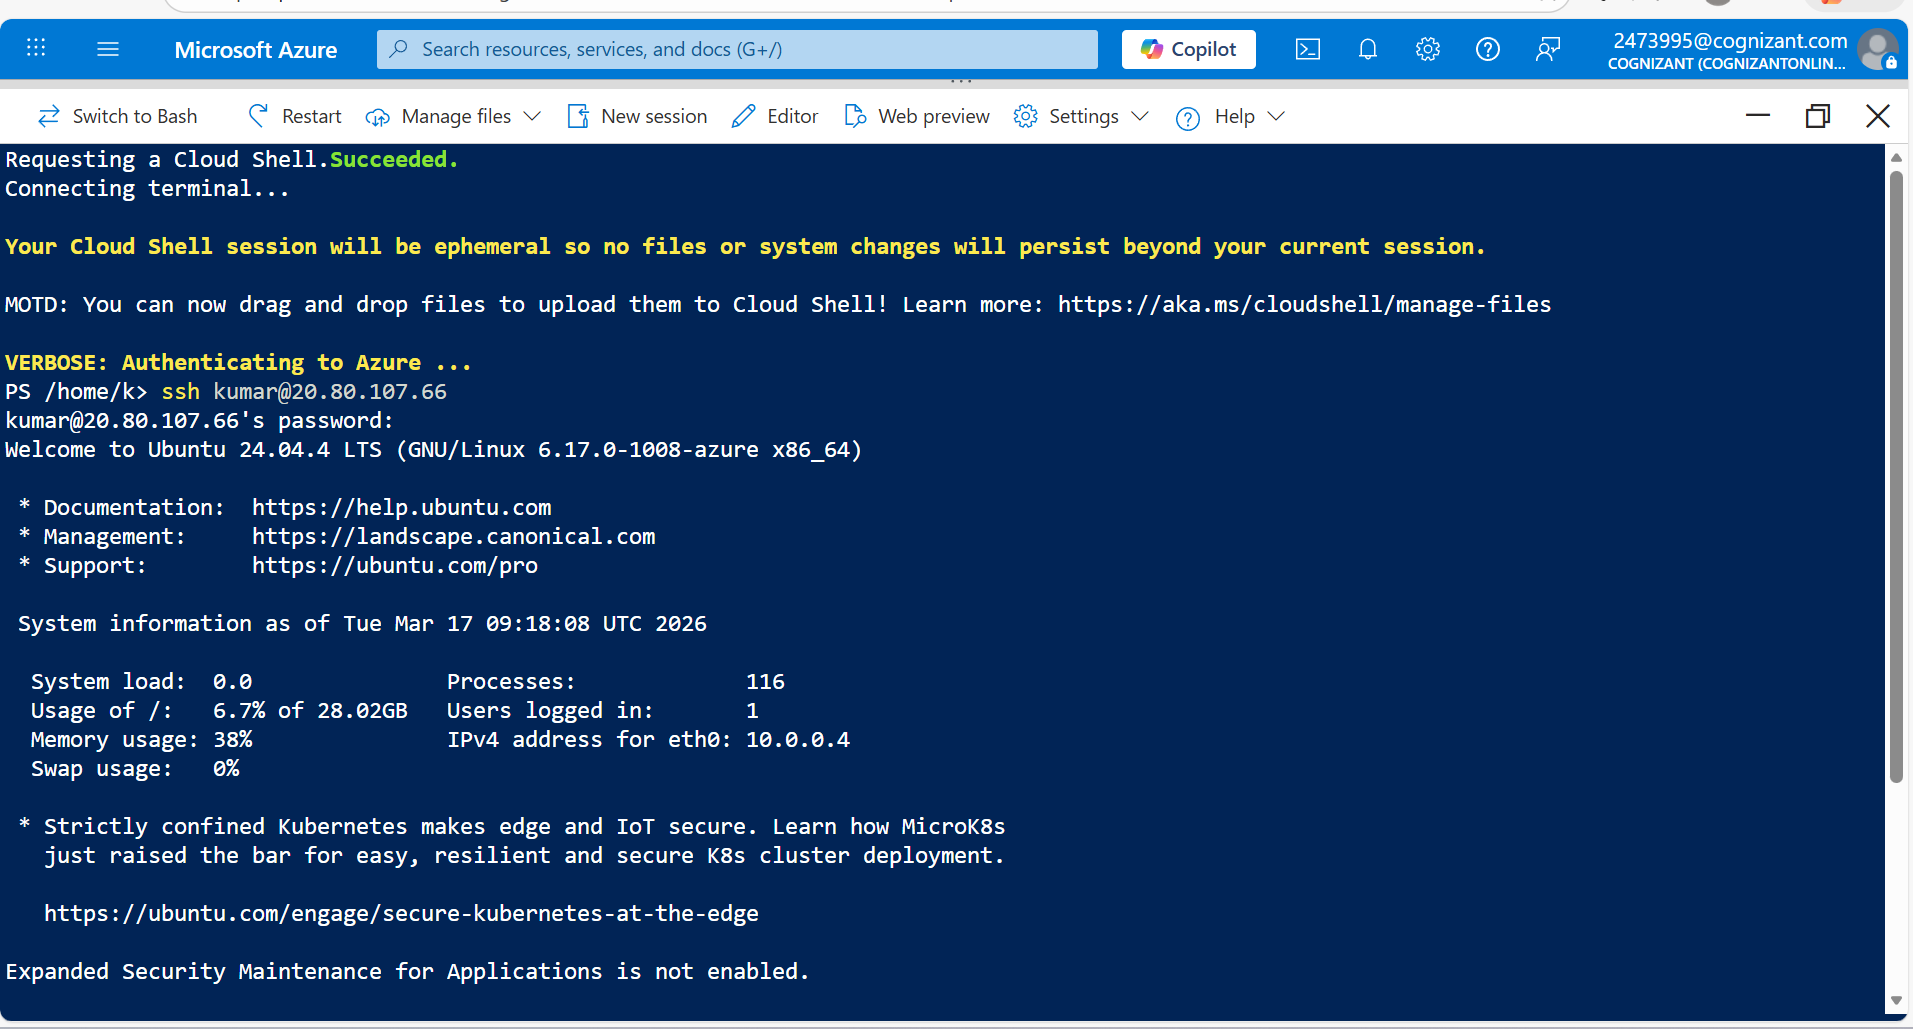 Microsoft Azure
Search resources, services, and docs (G+/)
Copilot
2473995@cognizant.com
COGNIZANT (COGNIZANTONLIN...
Switch to Bash
Restart
Manage files
New session
Editor
Web preview
Settings
Help
Requesting a Cloud Shell.Succeeded.
Connecting terminal...
Your Cloud Shell session will be ephemeral so no files or system changes will persist beyond your current session.
MOTD: You can now drag and drop files to upload them to Cloud Shell! Learn more: https://aka.ms/cloudshell/manage-files
VERBOSE: Authenticating to Azure ...
PS /home/k> ssh kumar@20.80.107.66
kumar@20.80.107.66's password:
Welcome to Ubuntu 24.04.4 LTS (GNU/Linux 6.17.0-1008-azure x86_64)
* Documentation:  https://help.ubuntu.com
* Management:     https://landscape.canonical.com
* Support:        https://ubuntu.com/pro
System information as of Tue Mar 17 09:18:08 UTC 2026
System load:  0.0               Processes:             116
Usage of /:   6.7% of 28.02GB   Users logged in:       1
Memory usage: 38%               IPv4 address for eth0: 10.0.0.4
Swap usage:   0%
* Strictly confined Kubernetes makes edge and IoT secure. Learn how MicroK8s
just raised the bar for easy, resilient and secure K8s cluster deployment.
https://ubuntu.com/engage/secure-kubernetes-at-the-edge
Expanded Security Maintenance for Applications is not enabled.